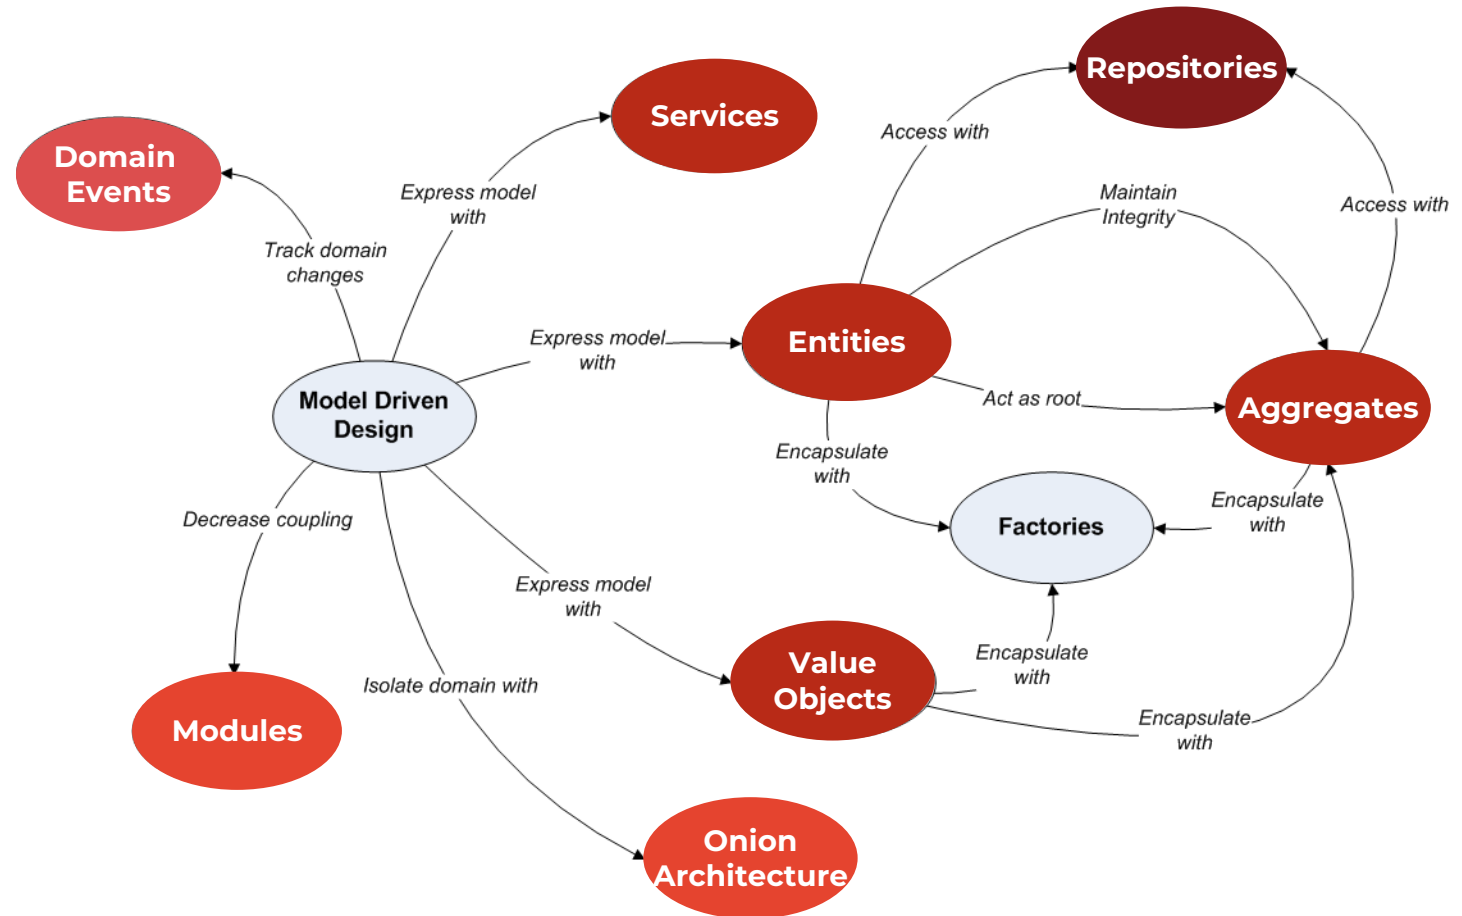 Repositories
Services
Access with
Domain
Events
Express model
with
Maintain
Integrity
Access with
Track domain
changes
Express model
with
Entities
Model Driven
Design
Act as root
Aggregates
Encapsulate
with
Encapsulate
with
Decrease coupling
Factories
Express model
with
Encapsulate
with
Isolate domain with
Value
Objects
Modules
Encapsulate
with
Onion
Architecture